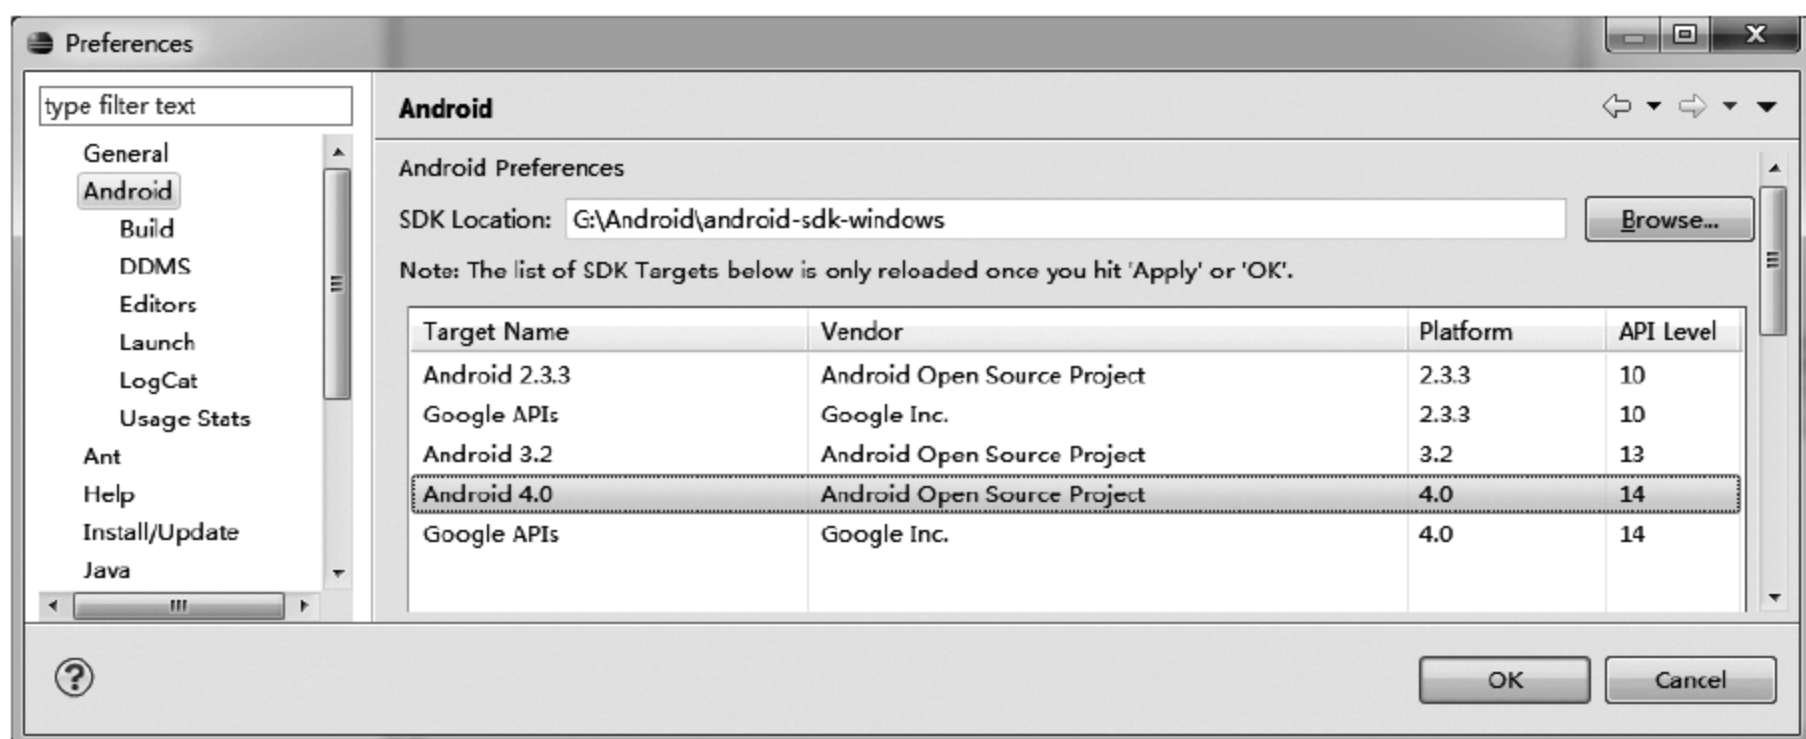 Preferences
type filter text
General
Android
Build
DDMS
Editors
Launch
LogCat
Usage Stats
Ant
Help
Install/Update
Java
Android
Android Preferences
SDK Location: G:\Android\android-sdk-windows Browse...
Note: The list of SDK Targets below is only reloaded once you hit 'Apply' or 'OK'.
Target Name Vendor Platform API Level
Android 2.3.3 Android Open Source Project 2.3.3 10
Google APIs Google Inc. 2.3.3 10
Android 3.2 Android Open Source Project 3.2 13
Android 4.0 Android Open Source Project 4.0 14
Google APIs Google Inc. 4.0 14
OK Cancel